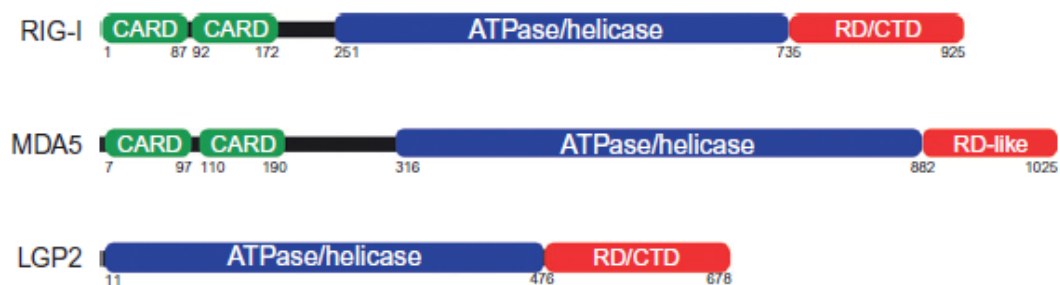 RIG-I CARD CARD ATPase/helicase RD/CTD
1 87 92 172 251 735 925
MDA5 CARD CARD ATPase/helicase RD-like
7 97 110 190 316 882 1025
LGP2 ATPase/helicase RD/CTD
11 476 678